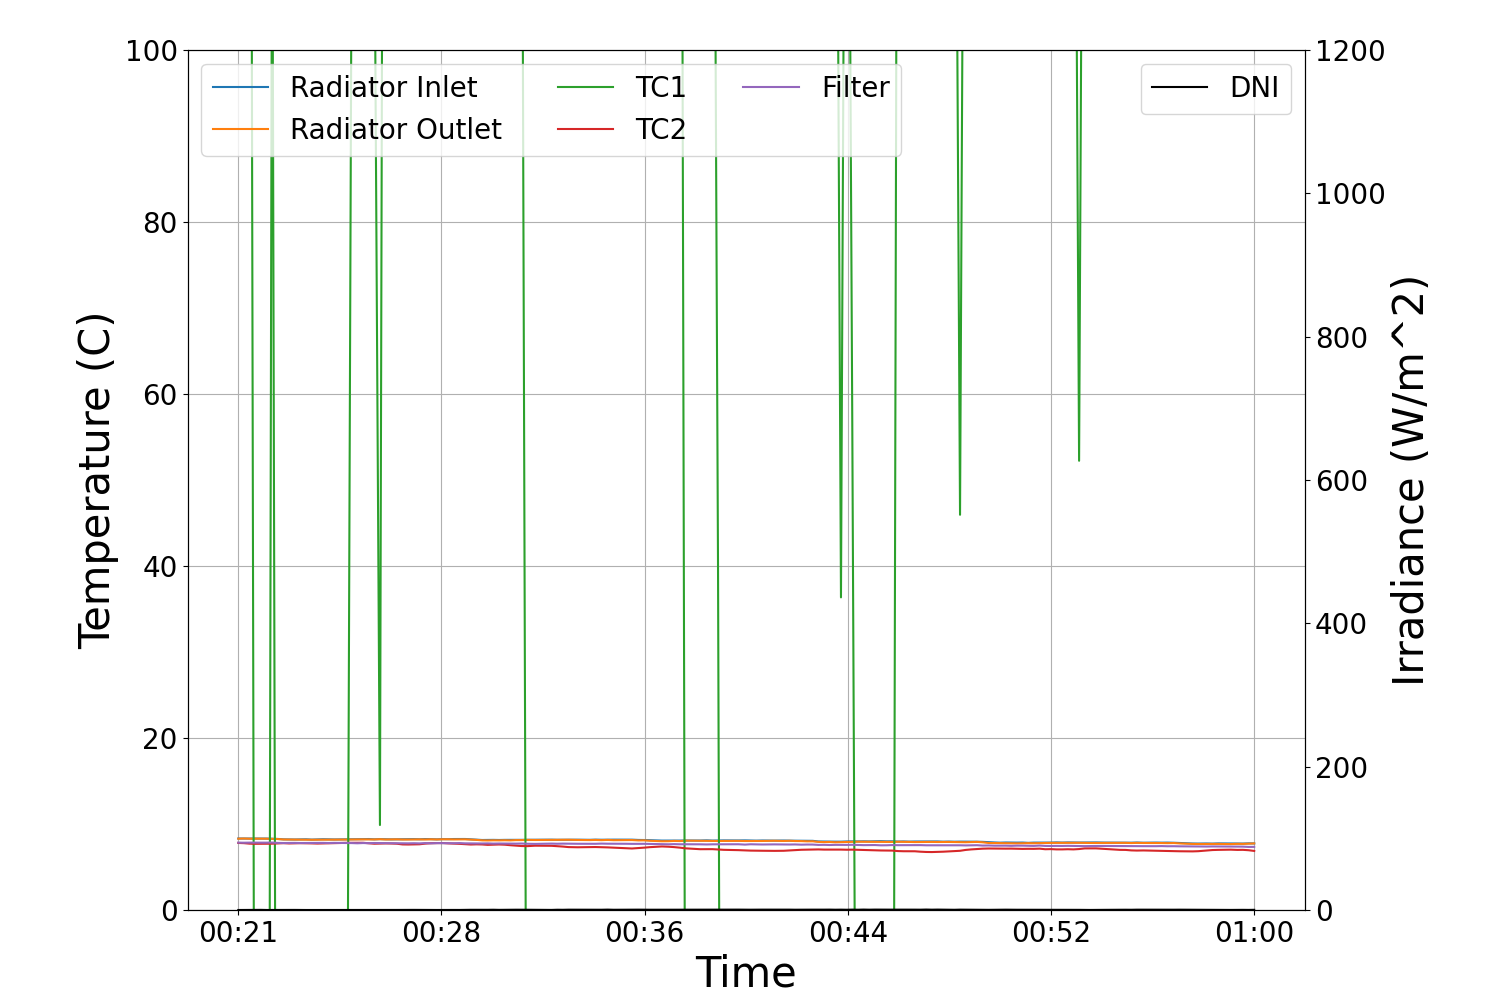 100
80
60
40
20
0
Temperature (C)
Radiator Inlet
Radiator Outlet
TC1
TC2
Filter
DNI
1200
1000
800
600
400
200
0
Irradiance (W/m^2)
00:21 00:28 00:36 00:44 00:52 01:00
Time